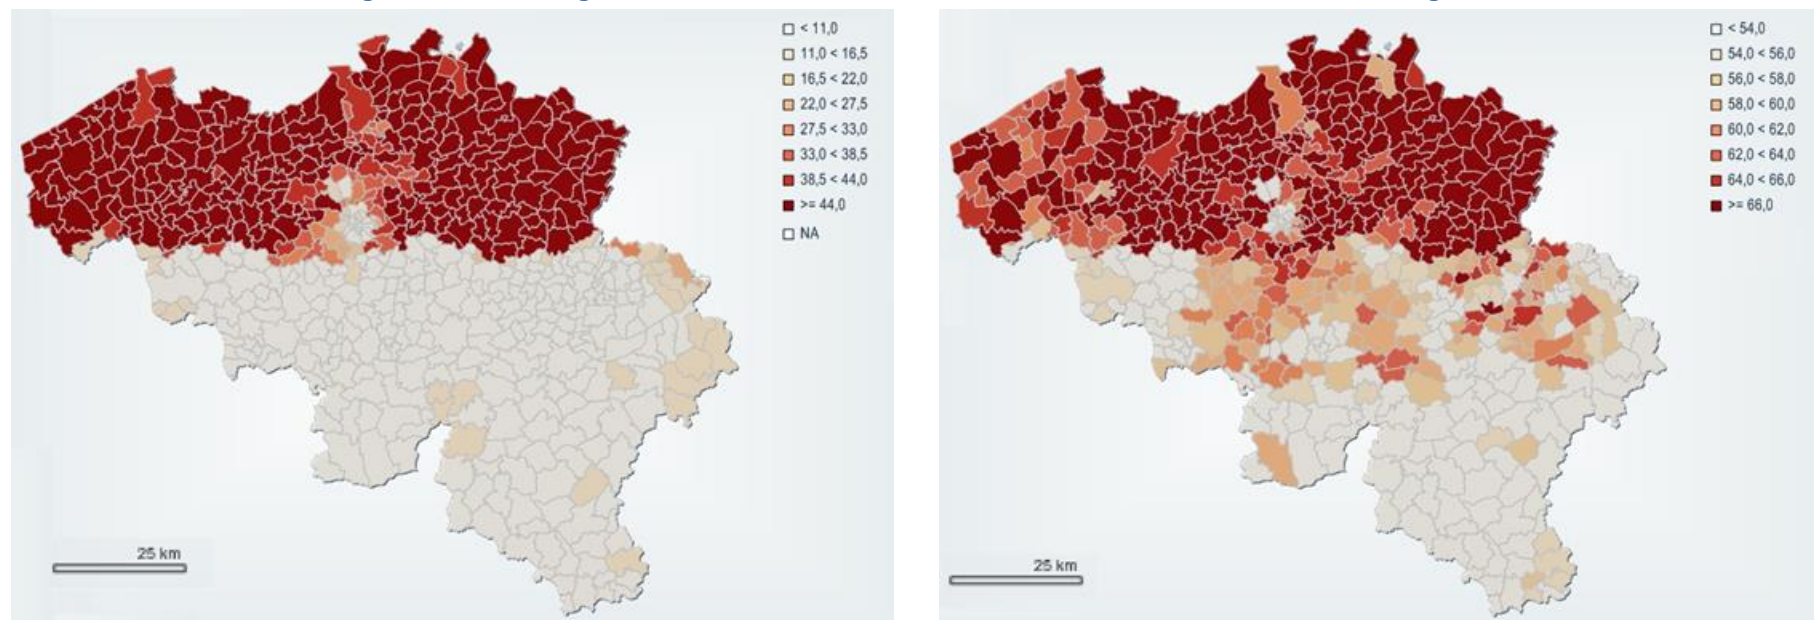 < 11,0
11,0 < 16,5
16,5 < 22,0
22,0 < 27,5
27,5 < 33,0
33,0 < 38,5
38,5 < 44,0
>= 44,0
NA
25 km
< 54,0
54,0 < 56,0
56,0 < 58,0
58,0 < 60,0
60,0 < 62,0
62,0 < 64,0
64,0 < 66,0
>= 66,0
25 km